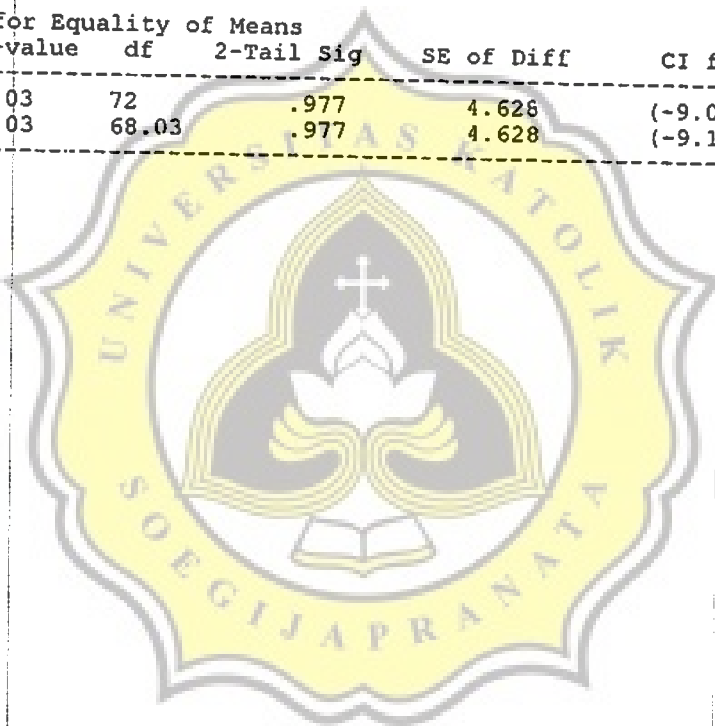 for Equality of Means
-value df 2-Tail Sig SE of Diff CI f
03 72 .977 4.628 (-9.0
03 68.03 .977 4.628 (-9.1
UNIVERSITAS KATOLIK
SOEGIJAPRANATA